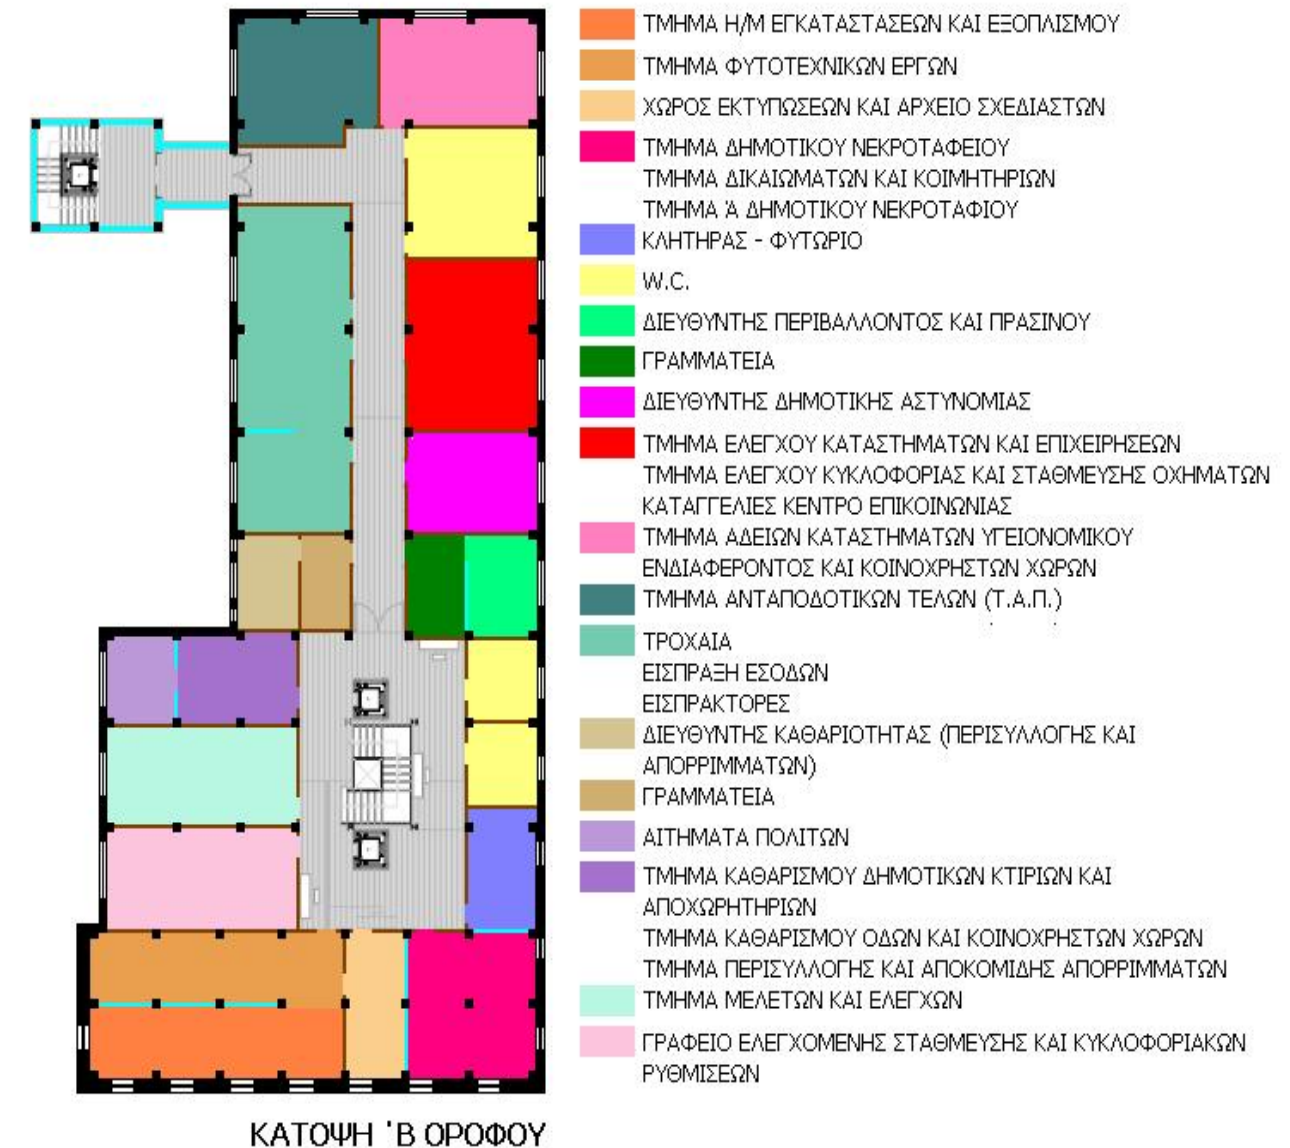 ΤΜΗΜΑ Η/Μ ΕΓΚΑΤΑΣΤΑΣΕΩΝ ΚΑΙ ΕΞΟΠΛΙΣΜΟΥ
ΤΜΗΜΑ ΦΥΤΟΤΕΧΝΙΚΩΝ ΕΡΓΩΝ
ΧΩΡΟΣ ΕΚΤΥΠΩΣΕΩΝ ΚΑΙ ΑΡΧΕΙΟ ΣΧΕΔΙΑΣΤΩΝ
ΤΜΗΜΑ ΔΗΜΟΤΙΚΟΥ ΝΕΚΡΟΤΑΦΕΙΟΥ
ΤΜΗΜΑ ΔΙΚΑΙΩΜΑΤΩΝ ΚΑΙ ΚΟΙΜΗΤΗΡΙΩΝ
ΤΜΗΜΑ Ά ΔΗΜΟΤΙΚΟΥ ΝΕΚΡΟΤΑΦΙΟΥ
ΚΛΗΤΗΡΑΣ - ΦΥΤΩΡΙΟ
W.C.
ΔΙΕΥΘΥΝΤΗΣ ΠΕΡΙΒΑΛΛΟΝΤΟΣ ΚΑΙ ΠΡΑΣΙΝΟΥ
ΓΡΑΜΜΑΤΕΙΑ
ΔΙΕΥΘΥΝΤΗΣ ΔΗΜΟΤΙΚΗΣ ΑΣΤΥΝΟΜΙΑΣ
ΤΜΗΜΑ ΕΛΕΓΧΟΥ ΚΑΤΑΣΤΗΜΑΤΩΝ ΚΑΙ ΕΠΙΧΕΙΡΗΣΕΩΝ
ΤΜΗΜΑ ΕΛΕΓΧΟΥ ΚΥΚΛΟΦΟΡΙΑΣ ΚΑΙ ΣΤΑΘΜΕΥΣΗΣ ΟΧΗΜΑΤΩΝ
ΚΑΤΑΓΓΕΛΙΕΣ ΚΕΝΤΡΟ ΕΠΙΚΟΙΝΩΝΙΑΣ
ΤΜΗΜΑ ΑΔΕΙΩΝ ΚΑΤΑΣΤΗΜΑΤΩΝ ΥΓΕΙΟΝΟΜΙΚΟΥ
ΕΝΔΙΑΦΕΡΟΝΤΟΣ ΚΑΙ ΚΟΙΝΟΧΡΗΣΤΩΝ ΧΩΡΩΝ
ΤΜΗΜΑ ΑΝΤΑΠΟΔΟΤΙΚΩΝ ΤΕΛΩΝ (Τ.Α.Π.)
ΤΡΟΧΑΙΑ
ΕΙΣΠΡΑΞΗ ΕΣΟΔΩΝ
ΕΙΣΠΡΑΚΤΟΡΕΣ
ΔΙΕΥΘΥΝΤΗΣ ΚΑΘΑΡΙΟΤΗΤΑΣ (ΠΕΡΙΣΥΛΛΟΓΗΣ ΚΑΙ
ΑΠΟΡΡΙΜΜΑΤΩΝ)
ΓΡΑΜΜΑΤΕΙΑ
ΑΙΤΗΜΑΤΑ ΠΟΛΙΤΩΝ
ΤΜΗΜΑ ΚΑΘΑΡΙΣΜΟΥ ΔΗΜΟΤΙΚΩΝ ΚΤΙΡΙΩΝ ΚΑΙ
ΑΠΟΧΩΡΗΤΗΡΙΩΝ
ΤΜΗΜΑ ΚΑΘΑΡΙΣΜΟΥ ΟΔΩΝ ΚΑΙ ΚΟΙΝΟΧΡΗΣΤΩΝ ΧΩΡΩΝ
ΤΜΗΜΑ ΠΕΡΙΣΥΛΛΟΓΗΣ ΚΑΙ ΑΠΟΚΟΜΙΔΗΣ ΑΠΟΡΡΙΜΜΑΤΩΝ
ΤΜΗΜΑ ΜΕΛΕΤΩΝ ΚΑΙ ΕΛΕΓΧΩΝ
ΓΡΑΦΕΙΟ ΕΛΕΓΧΟΜΕΝΗΣ ΣΤΑΘΜΕΥΣΗΣ ΚΑΙ ΚΥΚΛΟΦΟΡΙΑΚΩΝ
ΡΥΘΜΙΣΕΩΝ
ΚΑΤΟΨΗ 'Β ΟΡΟΦΟΥ